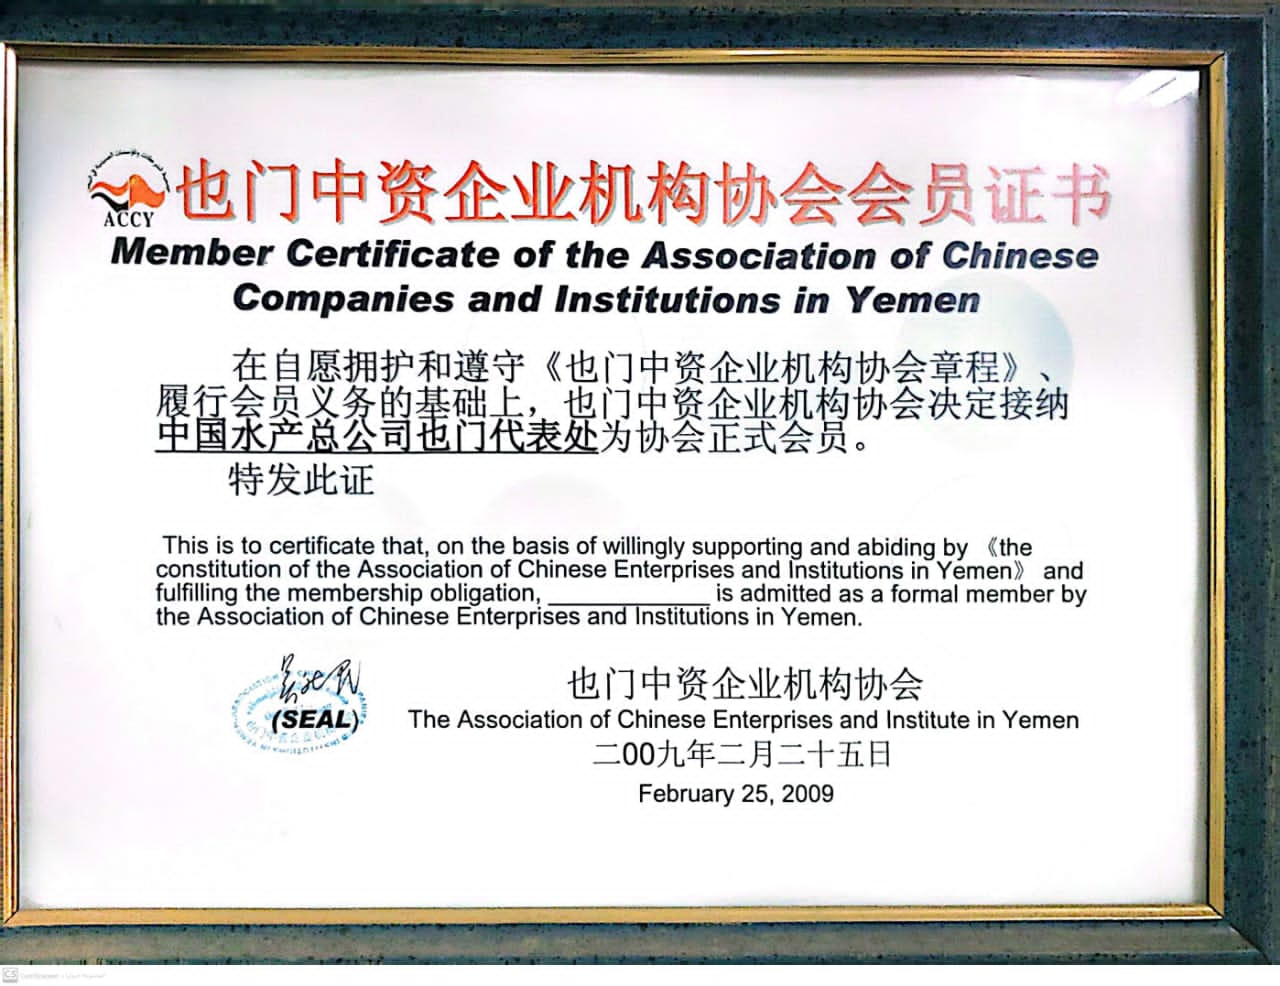 ACCY
也门中资企业机构协会会员证书
Member Certificate of the Association of Chinese
Companies and Institutions in Yemen
在自愿拥护和遵守《也门中资企业机构协会章程》、
履行会员义务的基础上，也门中资企业机构协会决定接纳
中国水产总公司也门代表处为协会正式会员。
特发此证
This is to certificate that, on the basis of willingly supporting and abiding by 《the
constitution of the Association of Chinese Enterprises and Institutions in Yemen》 and
fulfilling the membership obligation, ____________ is admitted as a formal member by
the Association of Chinese Enterprises and Institutions in Yemen.
(SEAL)
也门中资企业机构协会
The Association of Chinese Enterprises and Institute in Yemen
二00九年二月二十五日
February 25, 2009
CS